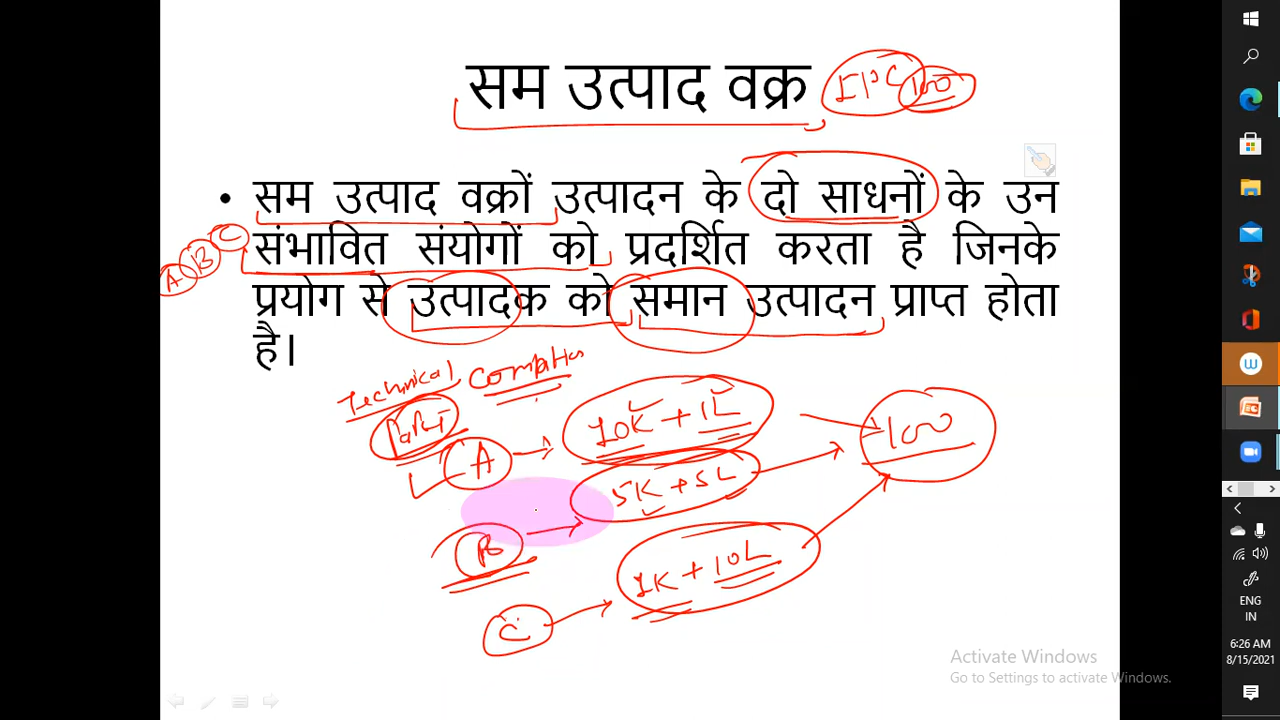 सम उत्पाद वक्र IPC 100
• सम उत्पाद वक्रों उत्पादन के दो साधनों के उन
A B C संभावित संयोगों को प्रदर्शित करता है जिनके
प्रयोग से उत्पादक को समान उत्पादन प्राप्त होता
है।
Technical
A 10K + 1L 100
B 5K + 5L
C 1K + 10L
Activate Windows
Go to Settings to activate Windows.
ENG
IN
6:26 AM
8/15/2021